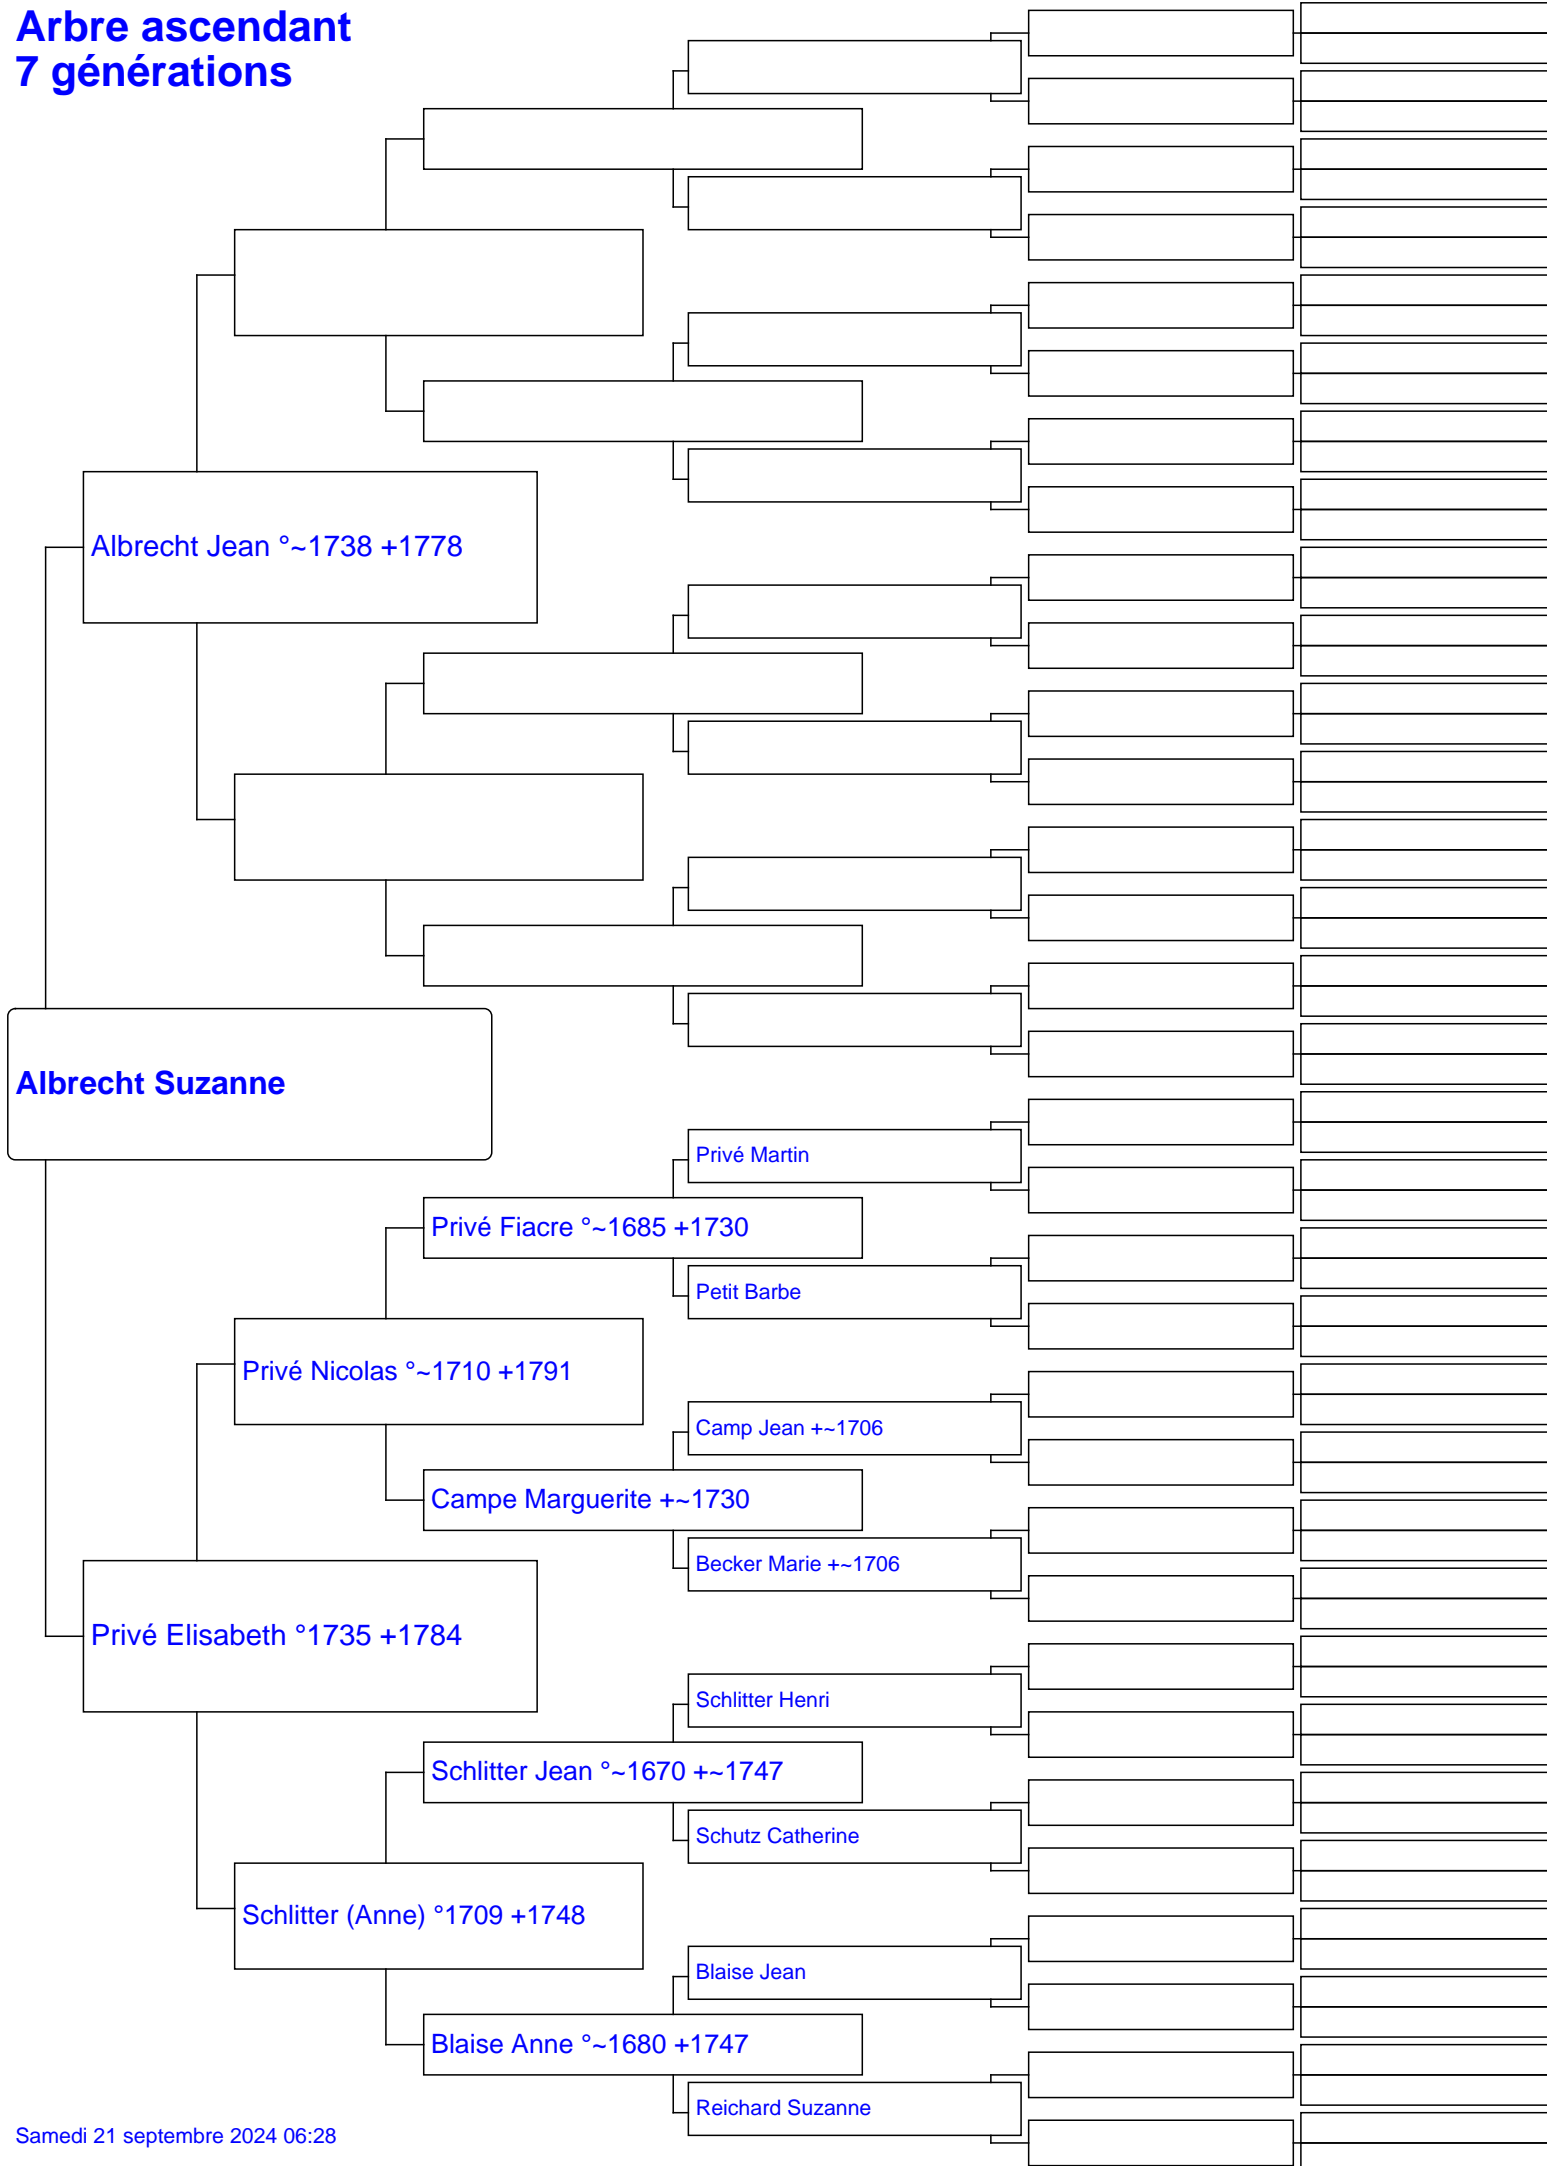 Arbre ascendant
7 générations
Albrecht Jean °~1738 +1778
Albrecht Suzanne
Privé Martin
Privé Fiacre °~1685 +1730
Petit Barbe
Privé Nicolas °~1710 +1791
Camp Jean +~1706
Campe Marguerite +~1730
Becker Marie +~1706
Privé Elisabeth °1735 +1784
Schlitter Henri
Schlitter Jean °~1670 +~1747
Schutz Catherine
Schlitter (Anne) °1709 +1748
Blaise Jean
Blaise Anne °~1680 +1747
Reichard Suzanne
Samedi 21 septembre 2024 06:28